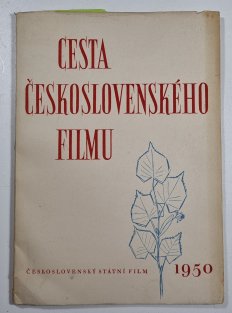 CESTA
ČESKOSLOVENSKÉHO
FILMU
ČESKOSLOVENSKÝ STÁTNÍ FILM 1950